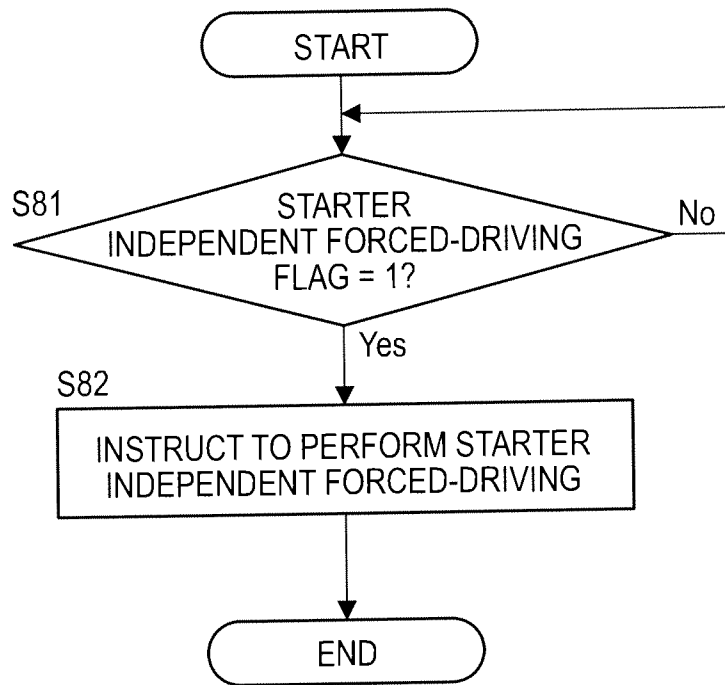 START
S81
STARTER
INDEPENDENT FORCED-DRIVING
FLAG = 1?
No
Yes
S82
INSTRUCT TO PERFORM STARTER
INDEPENDENT FORCED-DRIVING
END